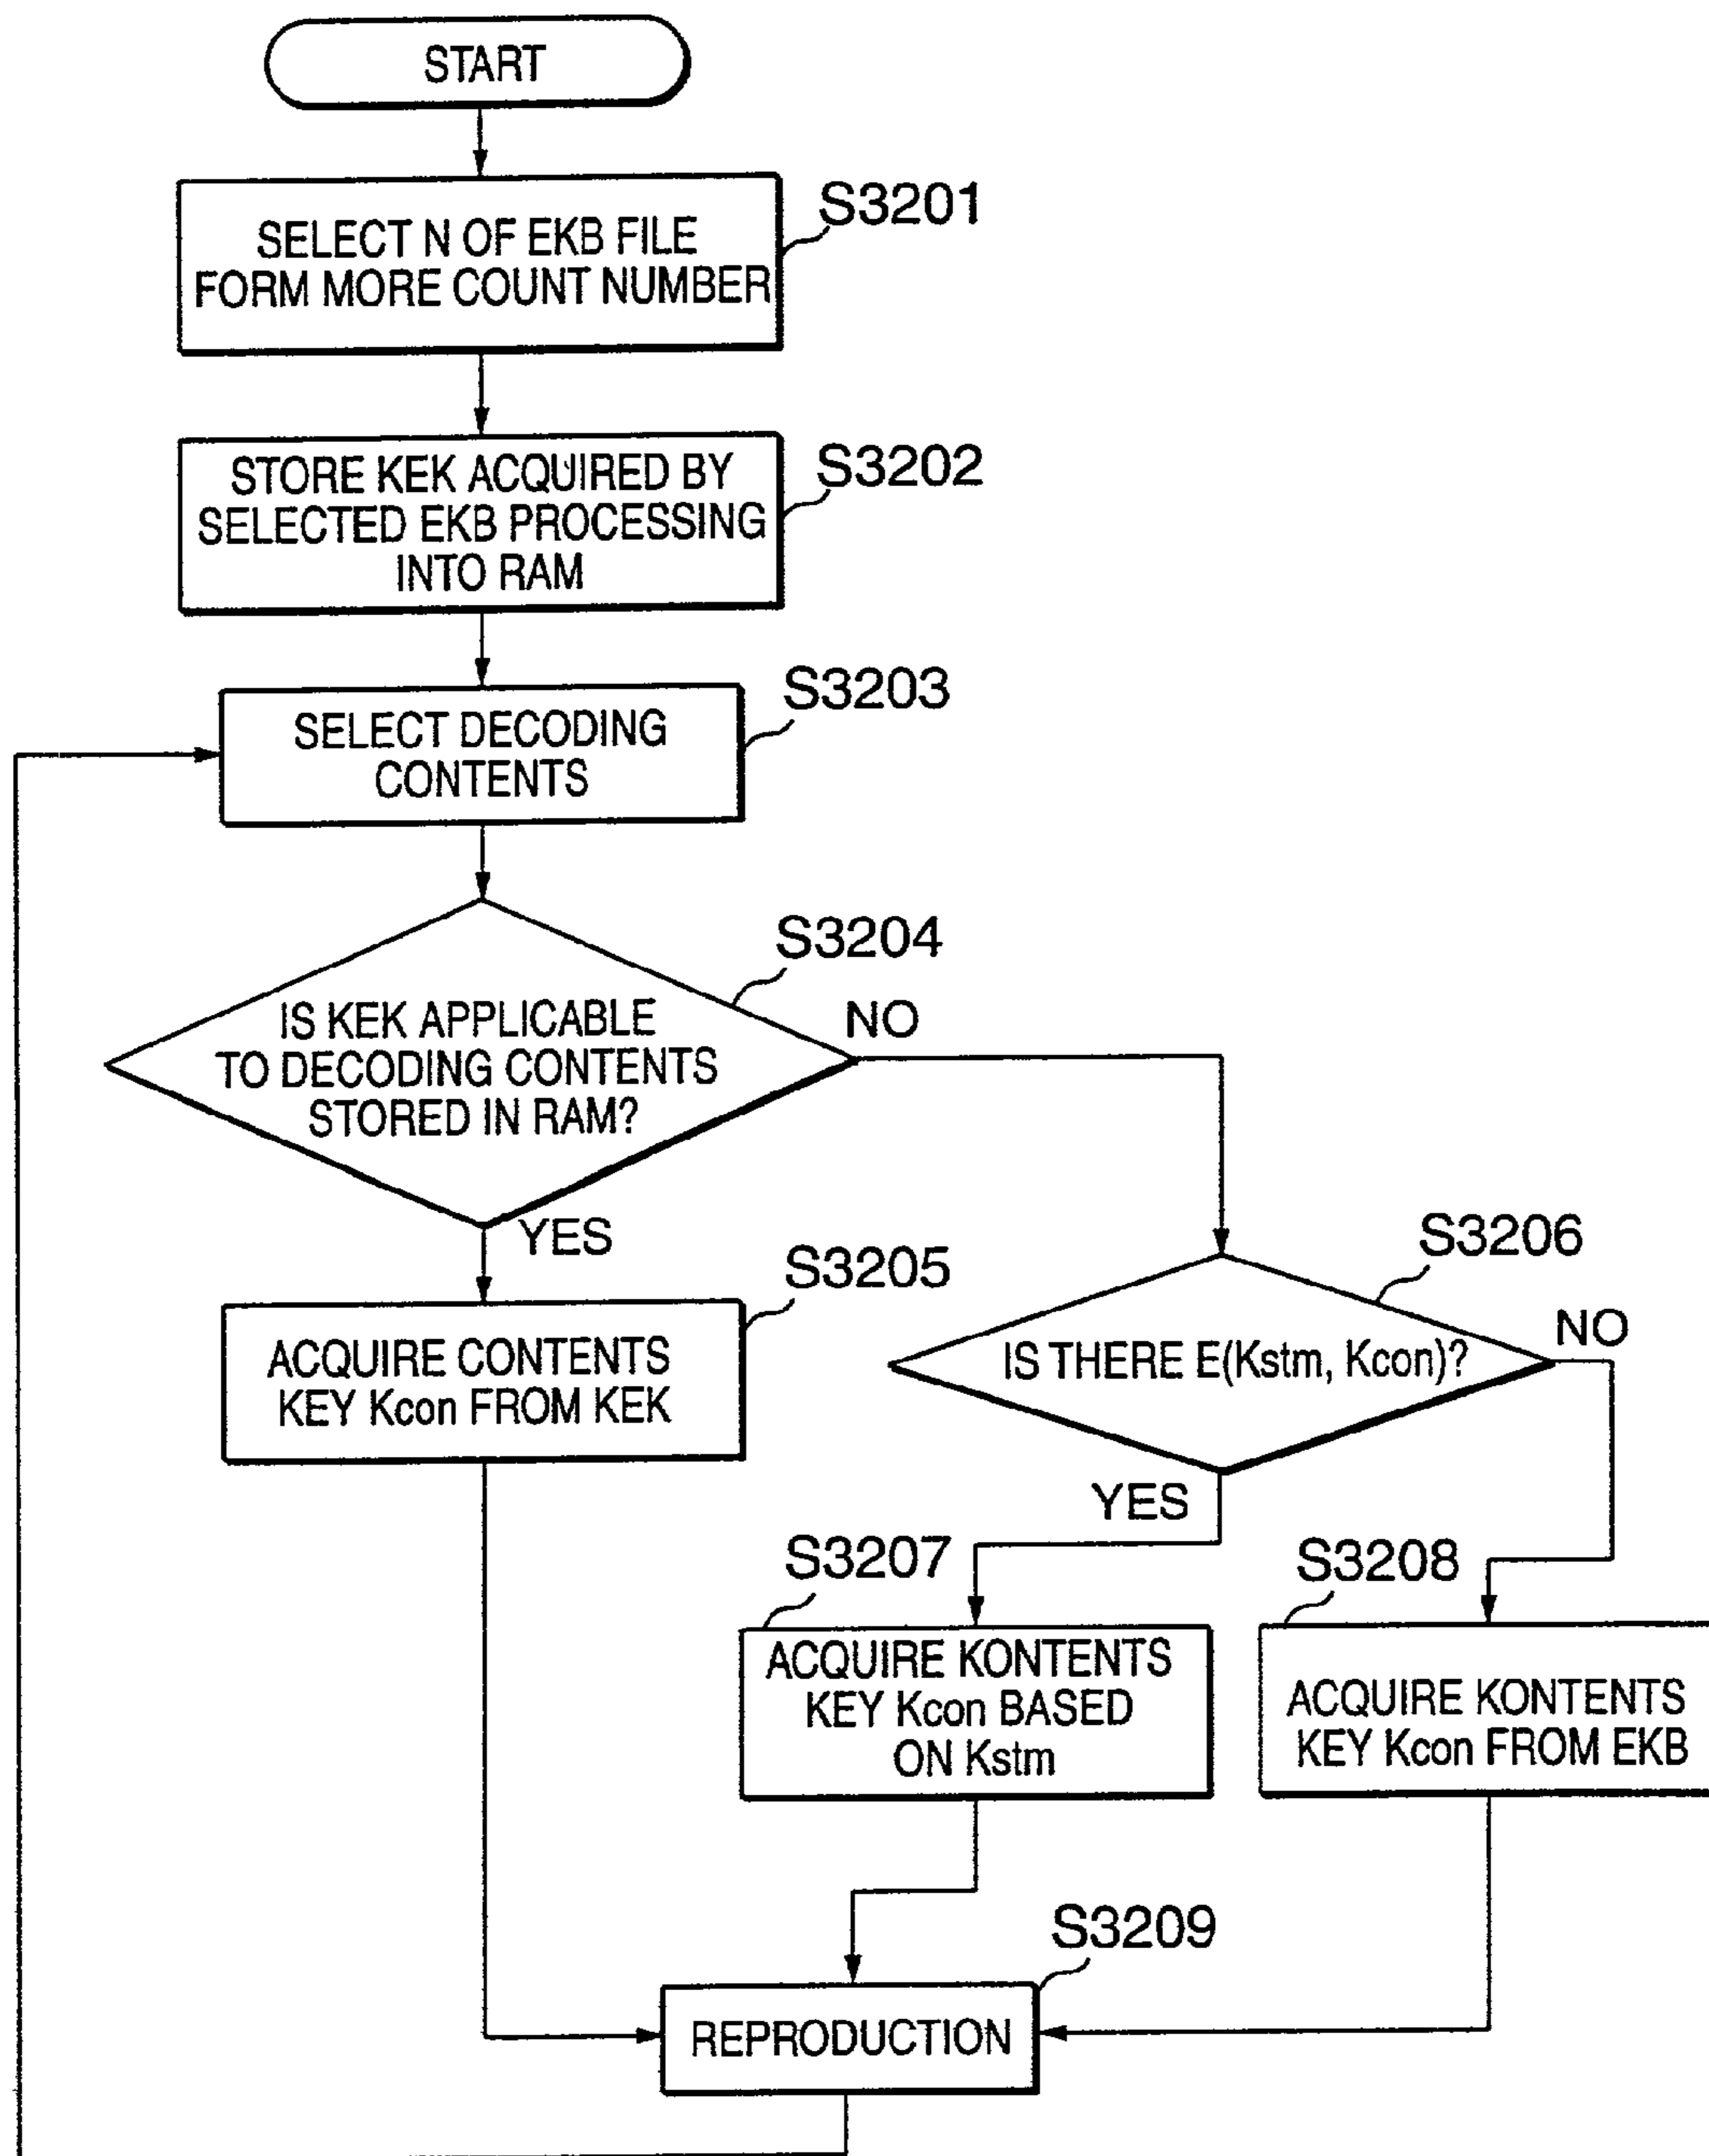 START
S3201
SELECT N OF EKB FILE
FORM MORE COUNT NUMBER
S3202
STORE KEK ACQUIRED BY
SELECTED EKB PROCESSING
INTO RAM
S3203
SELECT DECODING
CONTENTS
S3204
IS KEK APPLICABLE
TO DECODING CONTENTS
STORED IN RAM?
NO
YES
S3205
ACQUIRE CONTENTS
KEY Kcon FROM KEK
S3206
IS THERE E(Kstm, Kcon)?
NO
YES
S3207
ACQUIRE KONTENTS
KEY Kcon BASED
ON Kstm
S3208
ACQUIRE KONTENTS
KEY Kcon FROM EKB
S3209
REPRODUCTION